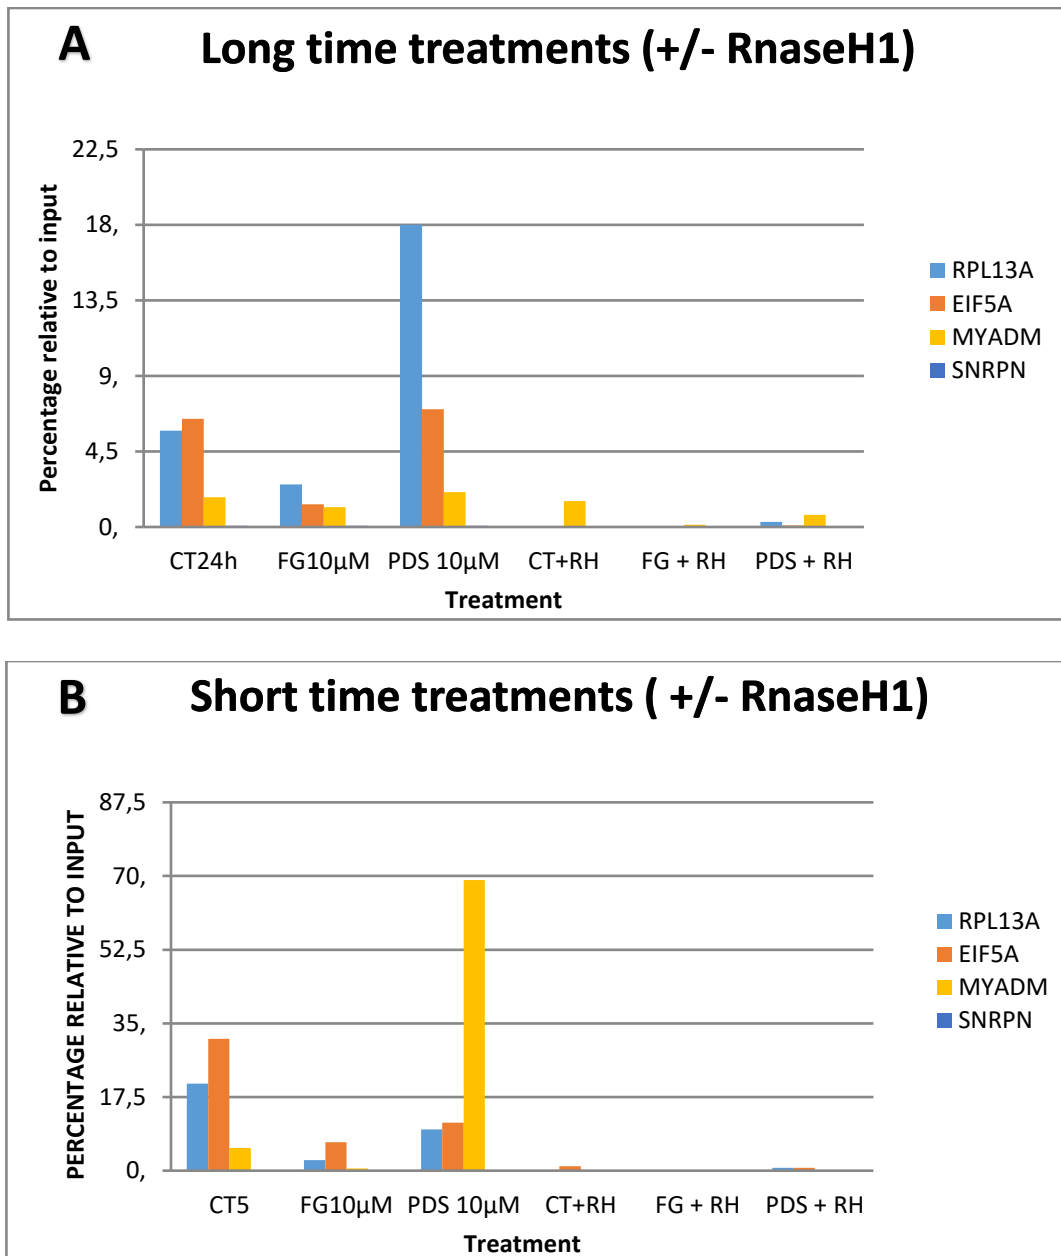 A
Long time treatments (+/- RnaseH1)
Percentage relative to input
22,5
18,
13,5
9,
4,5
0,
CT24h FG10µM PDS 10µM CT+RH FG + RH PDS + RH
Treatment
RPL13A
EIF5A
MYADM
SNRPN
B
Short time treatments ( +/- RnaseH1)
PERCENTAGE RELATIVE TO INPUT
87,5
70,
52,5
35,
17,5
0,
CT5 FG10µM PDS 10µM CT+RH FG + RH PDS + RH
Treatment
RPL13A
EIF5A
MYADM
SNRPN